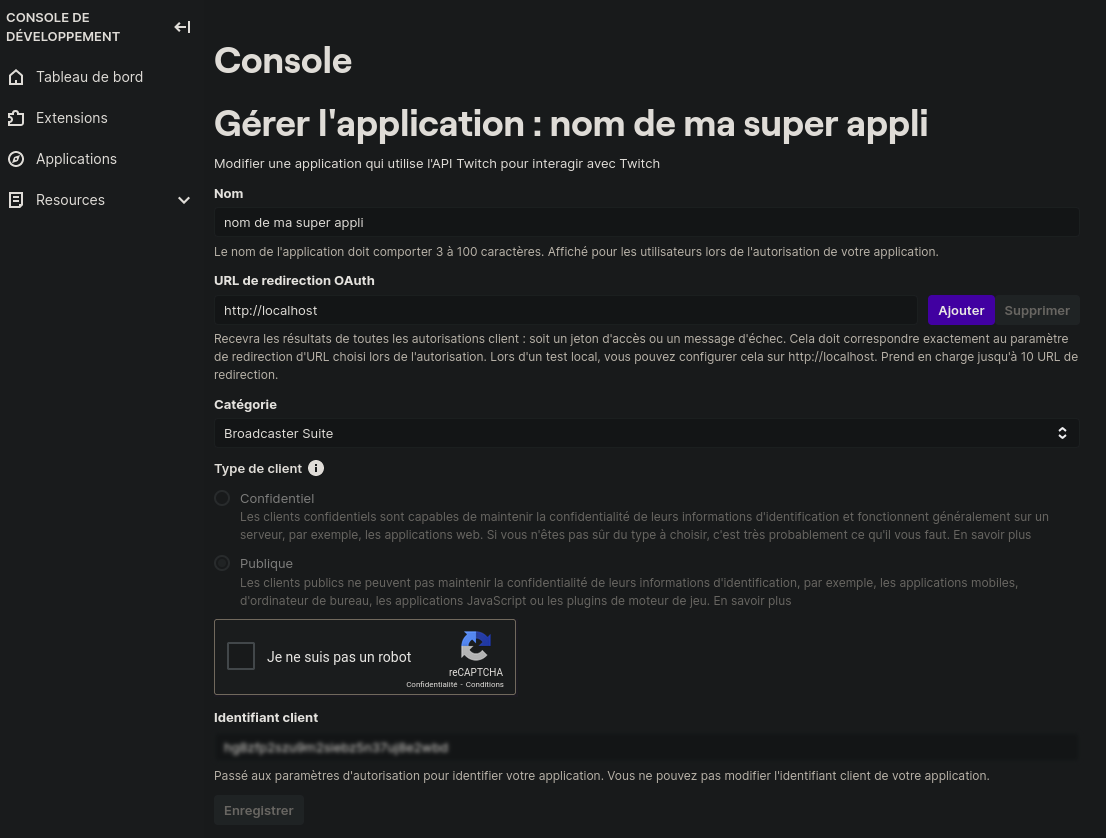 CONSOLE DE
DÉVELOPPEMENT
Tableau de bord
Extensions
Applications
Resources
Console
Gérer l'application : nom de ma super appli
Modifier une application qui utilise l'API Twitch pour interagir avec Twitch
Nom
nom de ma super appli
Le nom de l'application doit comporter 3 à 100 caractères. Affiché pour les utilisateurs lors de l'autorisation de votre application.
URL de redirection OAuth
http://localhost
Ajouter
Supprimer
Recevra les résultats de toutes les autorisations client : soit un jeton d'accès ou un message d'échec. Cela doit correspondre exactement au paramètre
de redirection d'URL choisi lors de l'autorisation. Lors d'un test local, vous pouvez configurer cela sur http://localhost. Prend en charge jusqu'à 10 URL de
redirection.
Catégorie
Broadcaster Suite
Type de client
Confidentiel
Les clients confidentiels sont capables de maintenir la confidentialité de leurs informations d'identification et fonctionnent généralement sur un
serveur, par exemple, les applications web. Si vous n'êtes pas sûr du type à choisir, c'est très probablement ce qu'il vous faut. En savoir plus
Publique
Les clients publics ne peuvent pas maintenir la confidentialité de leurs informations d'identification, par exemple, les applications mobiles,
d'ordinateur de bureau, les applications JavaScript ou les plugins de moteur de jeu. En savoir plus
Je ne suis pas un robot
reCAPTCHA
Confidentialité - Conditions
Identifiant client
Passé aux paramètres d'autorisation pour identifier votre application. Vous ne pouvez pas modifier l'identifiant client de votre application.
Enregistrer